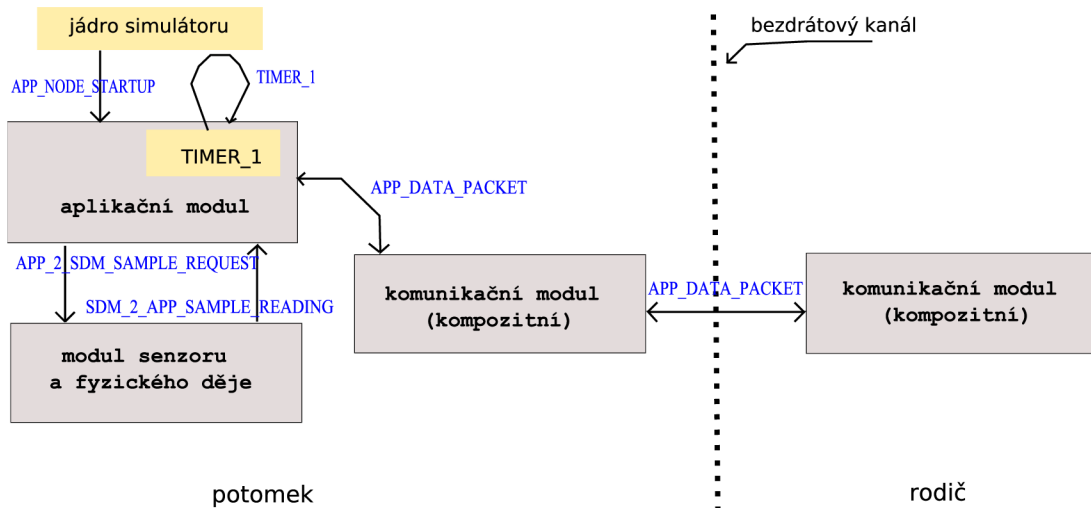 jádro simulátoru
bezdrátový kanál
APP_NODE_STARTUP
TIMER_1
TIMER_1
aplikační modul
APP_DATA_PACKET
APP_2_SDM_SAMPLE_REQUEST
SDM_2_APP_SAMPLE_READING
komunikační modul
(kompozitní)
APP_DATA_PACKET
komunikační modul
(kompozitní)
modul senzoru
a fyzického děje
potomek
rodič